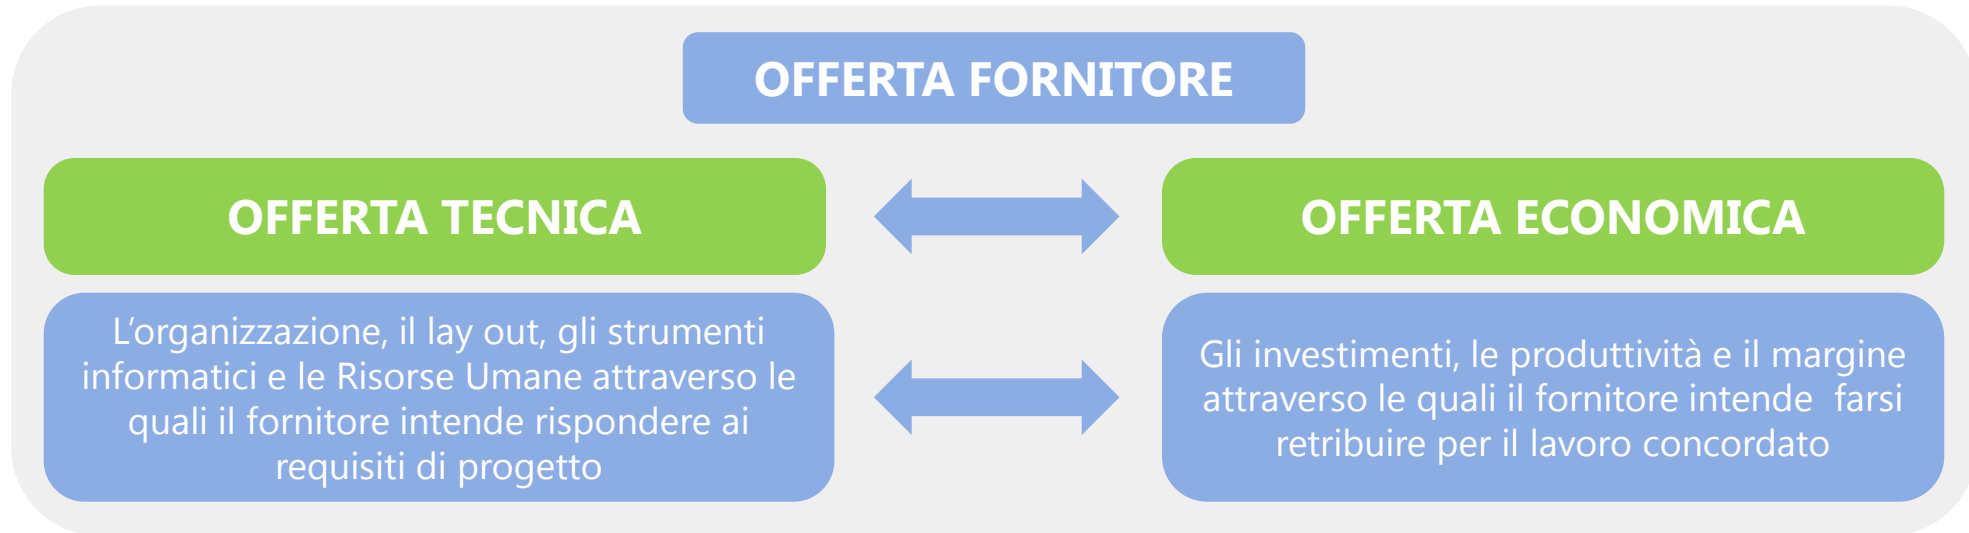 OFFERTA FORNITORE
OFFERTA TECNICA
OFFERTA ECONOMICA
L’organizzazione, il lay out, gli strumenti
informatici e le Risorse Umane attraverso le
quali il fornitore intende rispondere ai
requisiti di progetto
Gli investimenti, le produttività e il margine
attraverso le quali il fornitore intende  farsi
retribuire per il lavoro concordato